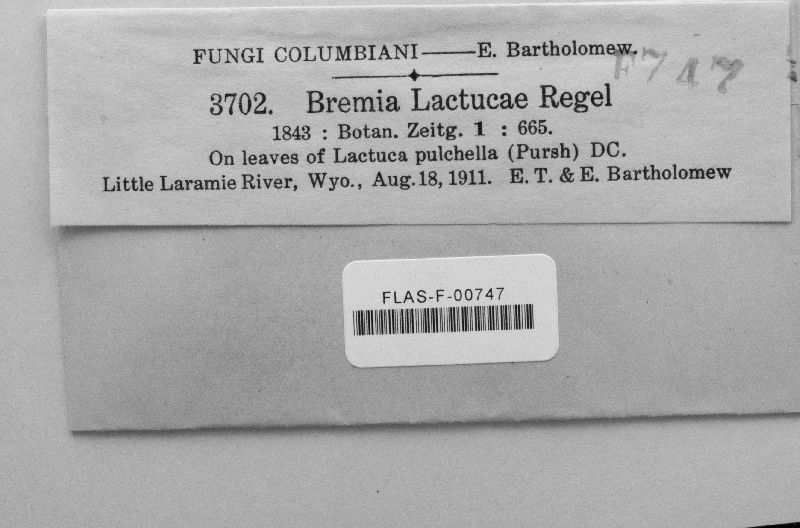 FUNGI COLUMBIANI——E. Bartholomew.
F747
3702. Bremia Lactucae Regel
1843 : Botan. Zeitg. 1 : 665.
On leaves of Lactuca pulchella (Pursh) DC.
Little Laramie River, Wyo., Aug. 18, 1911. E. T. & E. Bartholomew
FLAS-F-00747